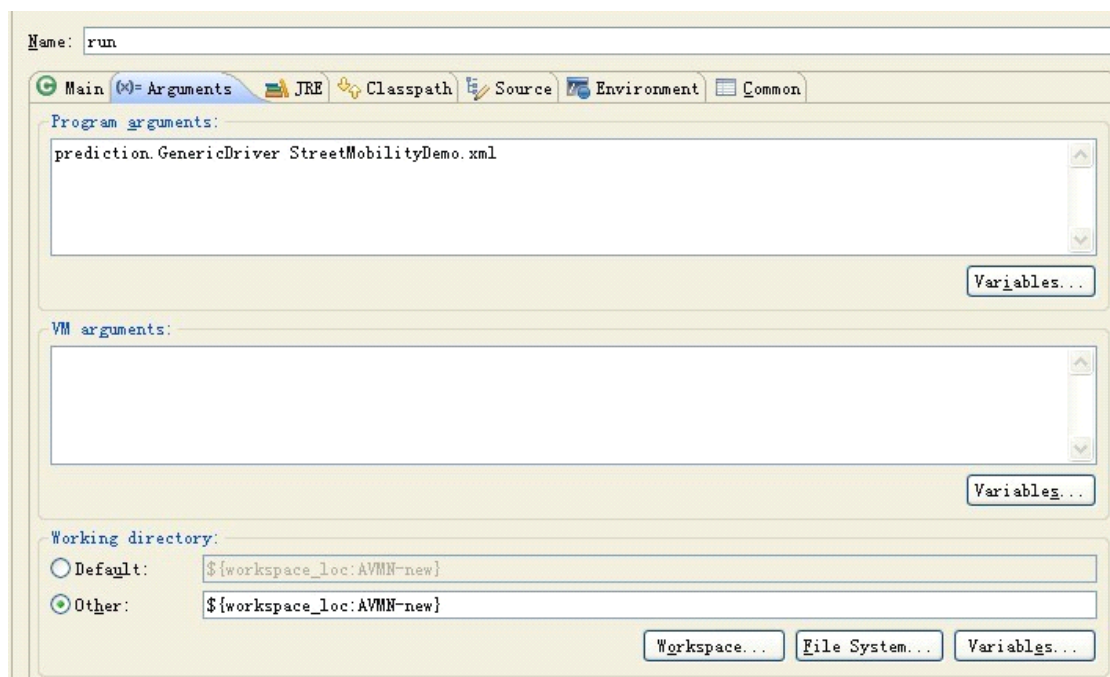 Name: run
Main (x)= Arguments JRE Classpath Source Environment Common
Program arguments:
prediction.GenericDriver StreetMobilityDemo.xml
Variables...
VM arguments:
Variables...
Working directory:
Default: ${workspace_loc:AVMN-new}
Other: ${workspace_loc:AVMN-new}
Workspace... File System... Variables...